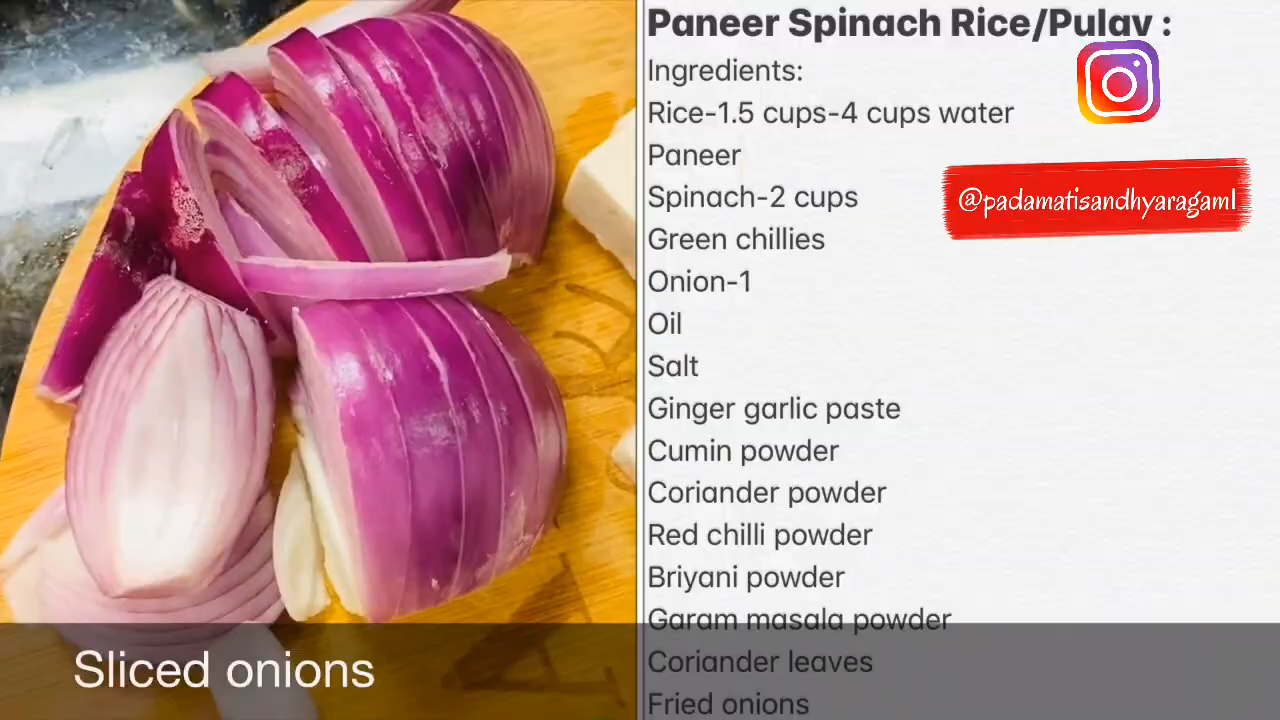 Paneer Spinach Rice/Pulav :
Ingredients:
Rice-1.5 cups-4 cups water
Paneer
Spinach-2 cups
@padamatisandhyaragaml
Green chillies
Onion-1
Oil
Salt
Ginger garlic paste
Cumin powder
Coriander powder
Red chilli powder
Briyani powder
Garam masala powder
Coriander leaves
Fried onions
Sliced onions